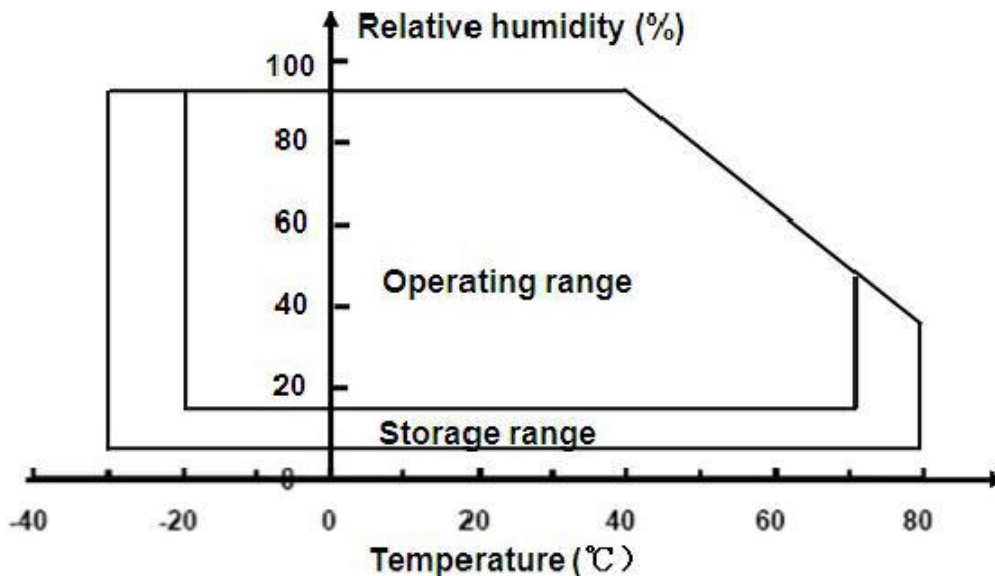 Relative humidity (%)
100
80
60
Operating range
40
20
Storage range
0
-40 -20 0 20 40 60 80
Temperature (℃)